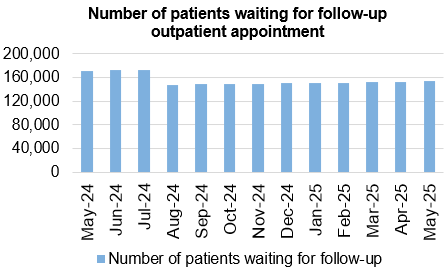 Number of patients waiting for follow-up
outpatient appointment
200,000
160,000
120,000
80,000
40,000
0
May-24
Jun-24
Jul-24
Aug-24
Sep-24
Oct-24
Nov-24
Dec-24
Jan-25
Feb-25
Mar-25
Apr-25
May-25
Number of patients waiting for follow-up